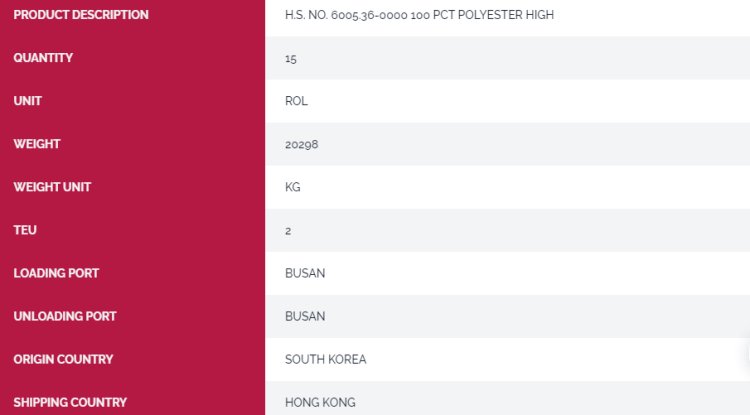 PRODUCT DESCRIPTION H.S. NO. 6005.36-0000 100 PCT POLYESTER HIGH
QUANTITY 15
UNIT ROL
WEIGHT 20298
WEIGHT UNIT KG
TEU 2
LOADING PORT BUSAN
UNLOADING PORT BUSAN
ORIGIN COUNTRY SOUTH KOREA
SHIPPING COUNTRY HONG KONG